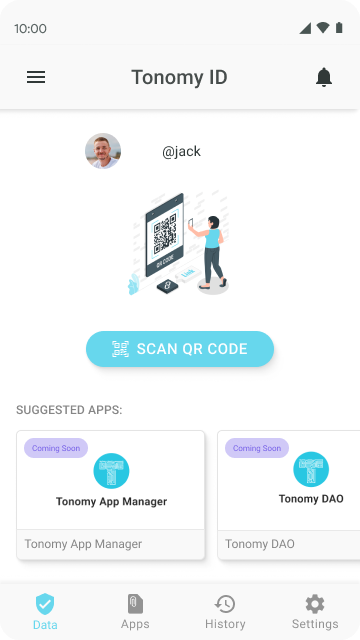 10:00
Tonomy ID
@jack
QR CODE
SCAN QR CODE
SUGGESTED APPS:
Coming Soon
Tonomy App Manager
Tonomy App Manager
Coming Soon
Tonomy DAO
Tonomy DAO
Data
Apps
History
Settings